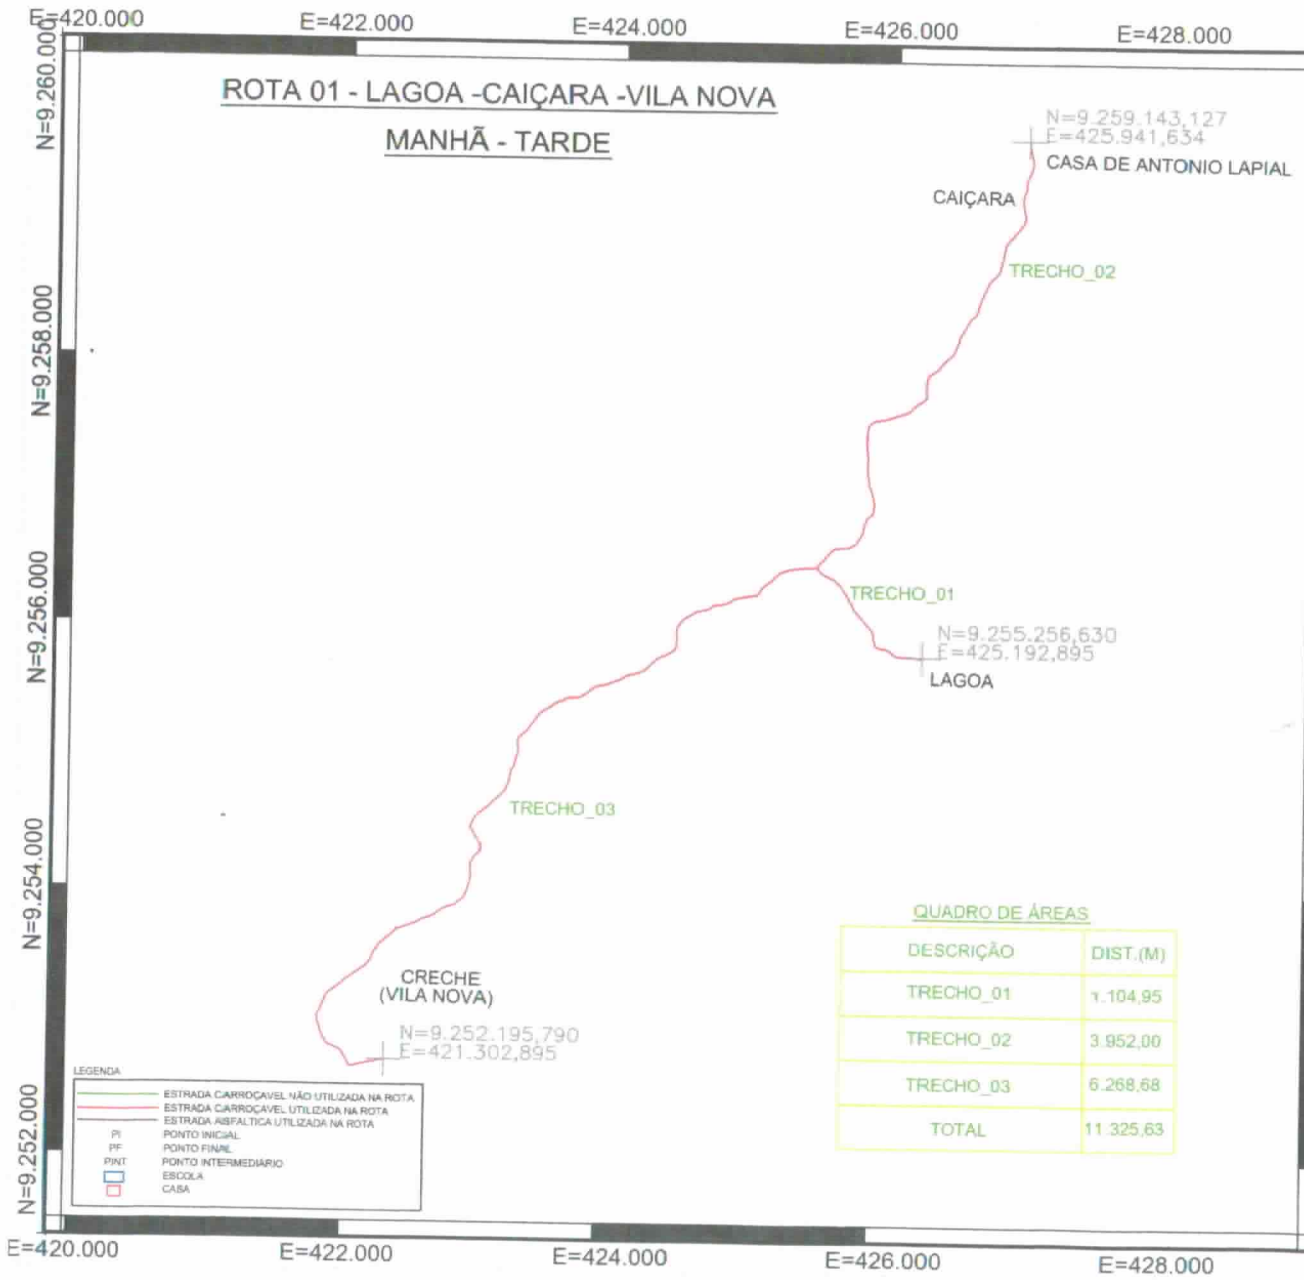 E=420.000 E=422.000 E=424.000 E=426.000 E=428.000
N=9.260.000
ROTA 01 - LAGOA -CAIÇARA -VILA NOVA
MANHÃ - TARDE
N=9.259.143,127
E=425.941,634
CASA DE ANTONIO LAPIAL
CAIÇARA
TRECHO_02
N=9.258.000
N=9.256.000
TRECHO_01
N=9.255.256,630
E=425.192,895
LAGOA
TRECHO_03
N=9.254.000
QUADRO DE ÁREAS
DESCRIÇÃO DIST.(M)
TRECHO_01 1.104,95
TRECHO_02 3.952,00
TRECHO_03 6.268,68
TOTAL 11.325,63
CRECHE
(VILA NOVA)
N=9.252.195,790
E=421.302,895
LEGENDA
ESTRADA CARROÇAVEL NÃO UTILIZADA NA ROTA
ESTRADA CARROÇAVEL UTILIZADA NA ROTA
ESTRADA ASFALTICA UTILIZADA NA ROTA
PI PONTO INICIAL
PF PONTO FINAL
PINT PONTO INTERMEDIÁRIO
ESCOLA
CASA
N=9.252.000
E=420.000 E=422.000 E=424.000 E=426.000 E=428.000